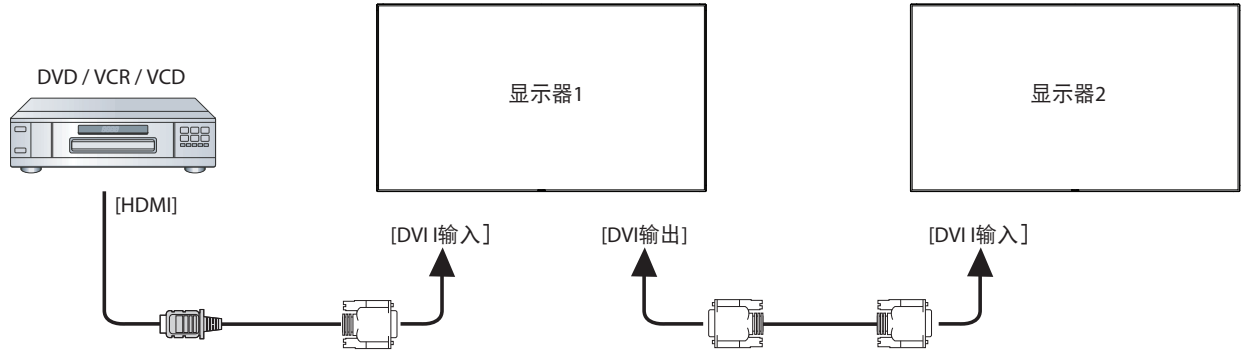 DVD / VCR / VCD
显示器1
显示器2
[HDMI]
[DVI I输入］
[DVI输出]
[DVI I输入］